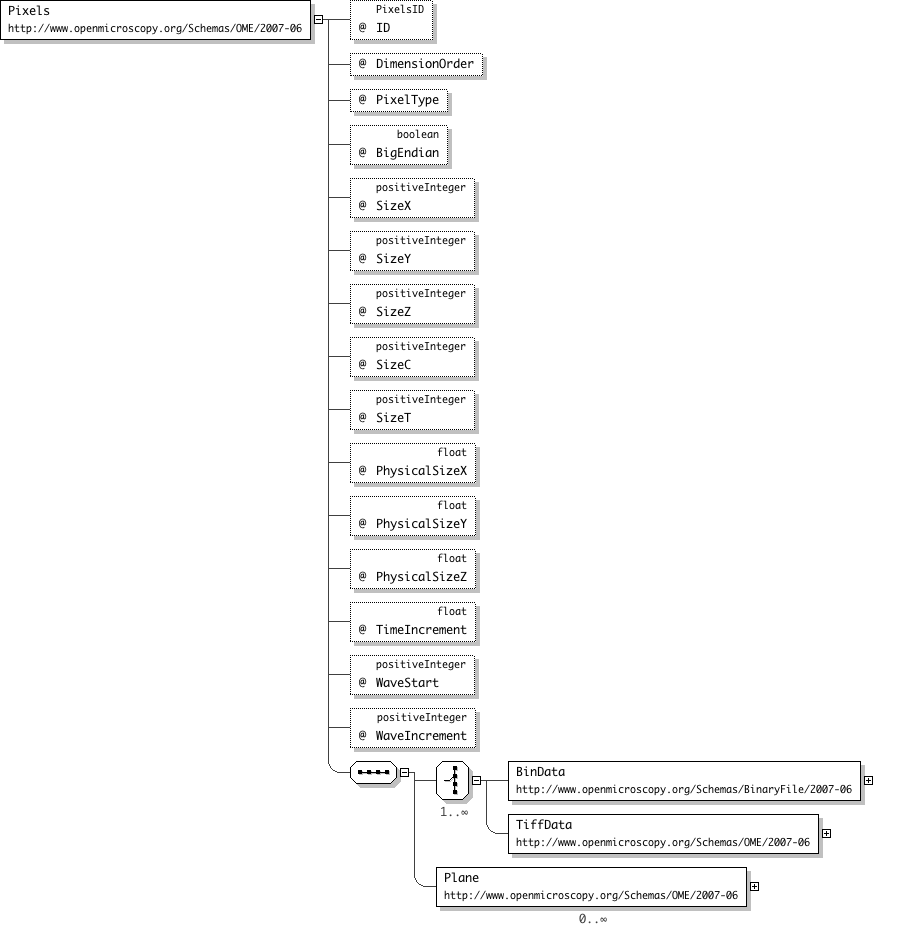 Pixels
http://www.openmicroscopy.org/Schemas/OME/2007-06
PixelsID
@ ID
@ DimensionOrder
@ PixelType
boolean
@ BigEndian
positiveInteger
@ SizeX
positiveInteger
@ SizeY
positiveInteger
@ SizeZ
positiveInteger
@ SizeC
positiveInteger
@ SizeT
float
@ PhysicalSizeX
float
@ PhysicalSizeY
float
@ PhysicalSizeZ
float
@ TimeIncrement
positiveInteger
@ WaveStart
positiveInteger
@ WaveIncrement
1..∞
BinData
http://www.openmicroscopy.org/Schemas/BinaryFile/2007-06
TiffData
http://www.openmicroscopy.org/Schemas/OME/2007-06
Plane
http://www.openmicroscopy.org/Schemas/OME/2007-06
0..∞